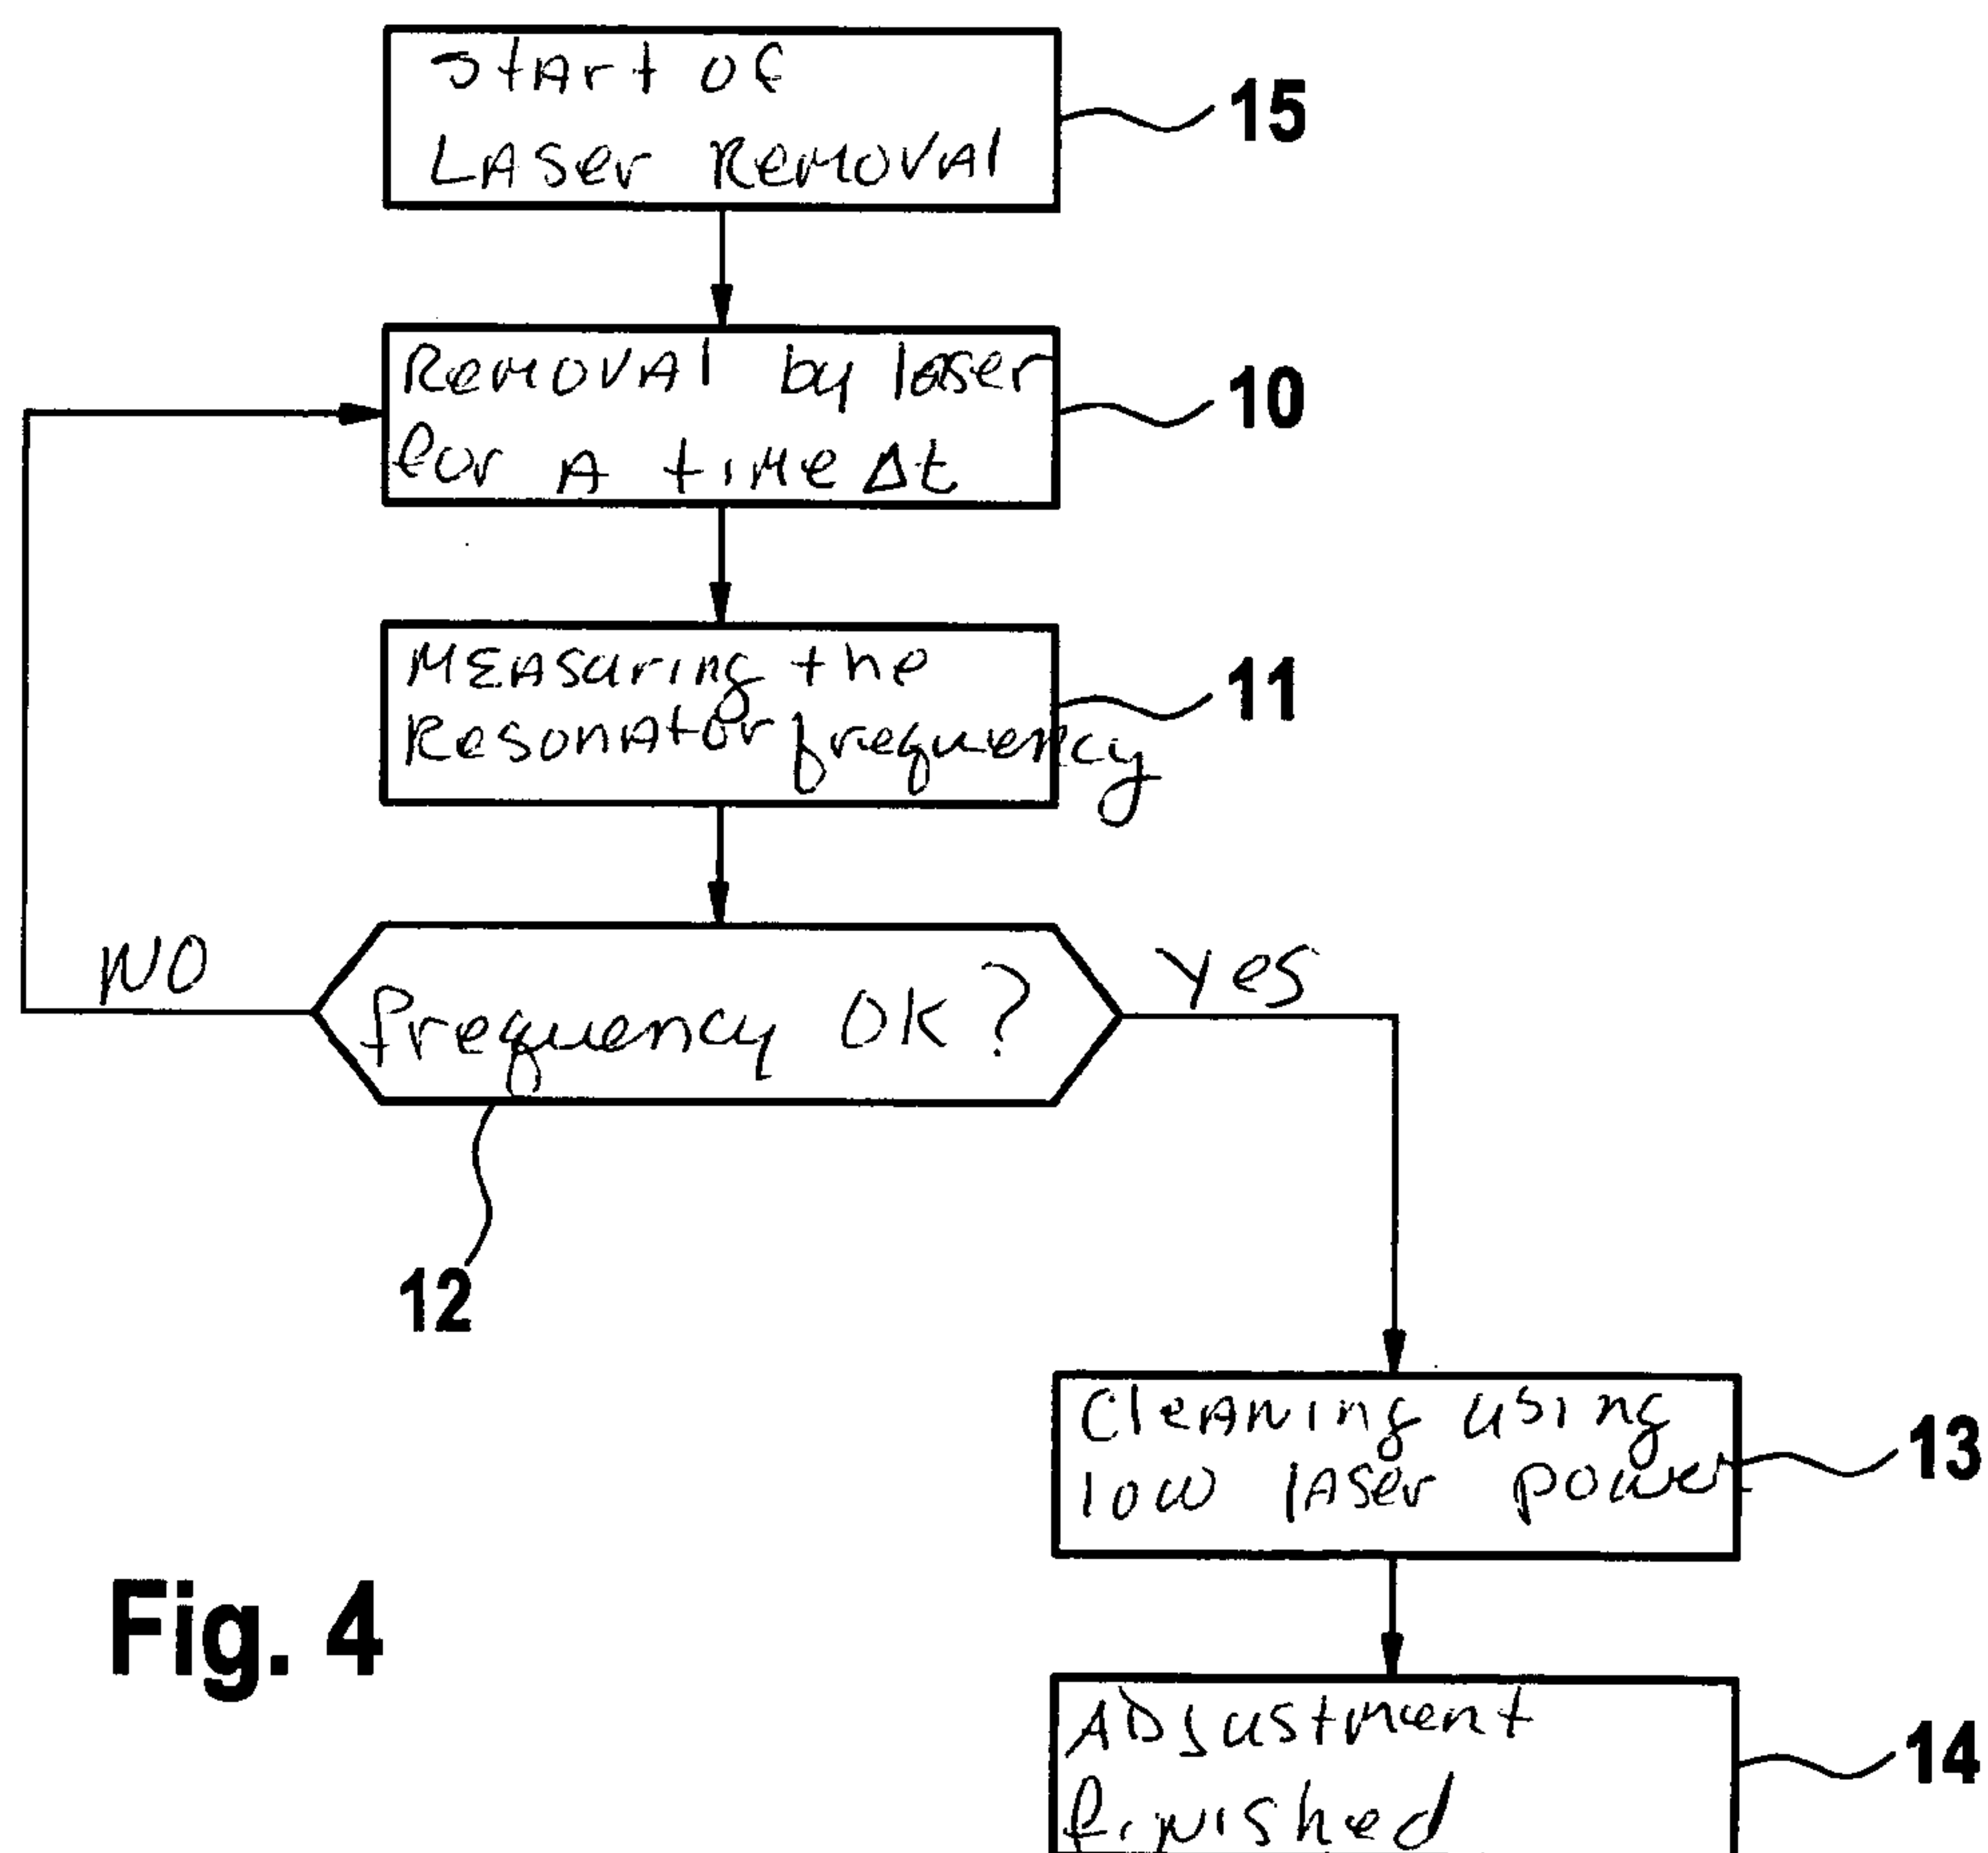 Start of
Laser Removal
15
Removal by laser
for a time Δt
10
Measuring the
Resonator frequency
11
NO
frequency OK?
Yes
12
Cleaning using
low laser power
13
Fig. 4
Adjustment
finished
14